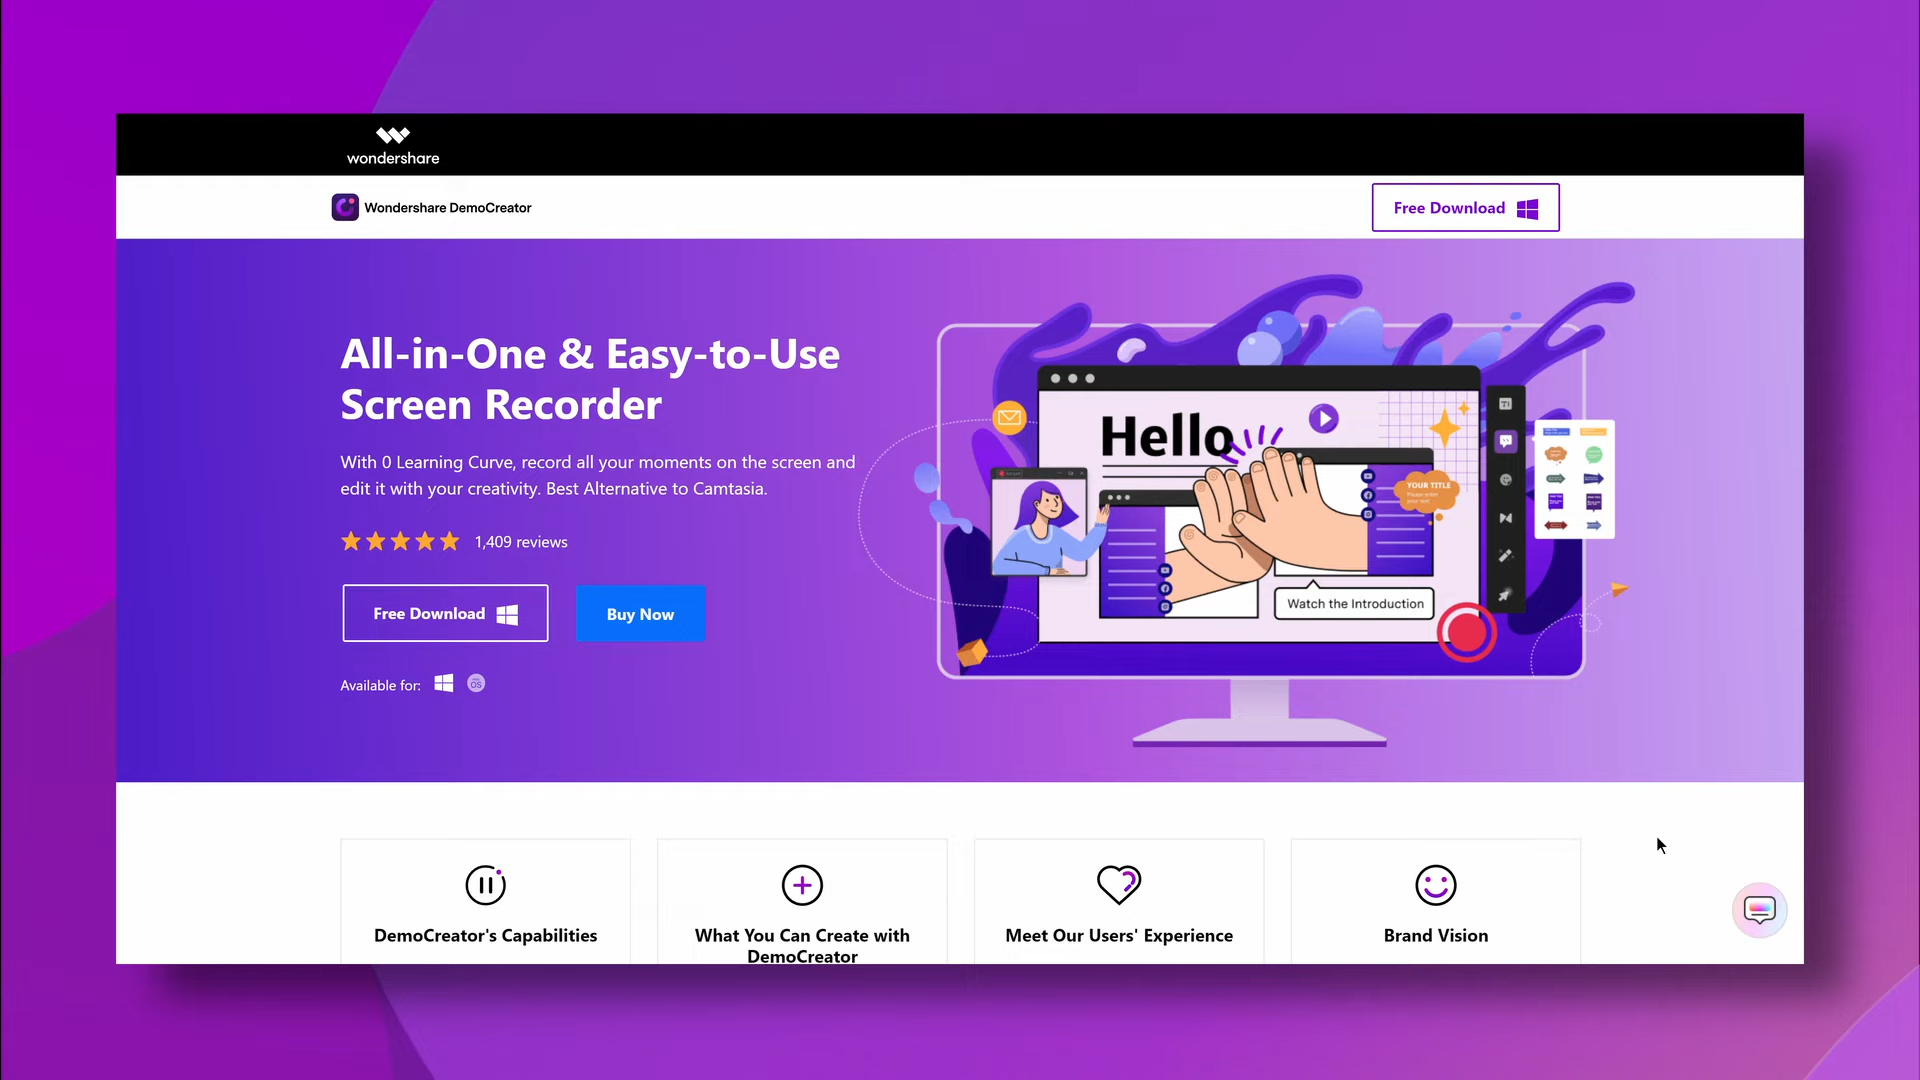 wondershare
Wondershare DemoCreator
Free Download
All-in-One & Easy-to-Use
Screen Recorder
With 0 Learning Curve, record all your moments on the screen and
edit it with your creativity. Best Alternative to Camtasia.
1,409 reviews
Free Download
Buy Now
Available for:
Hello
YOUR TITLE
Watch the Introduction
DemoCreator's Capabilities
What You Can Create with
DemoCreator
Meet Our Users' Experience
Brand Vision